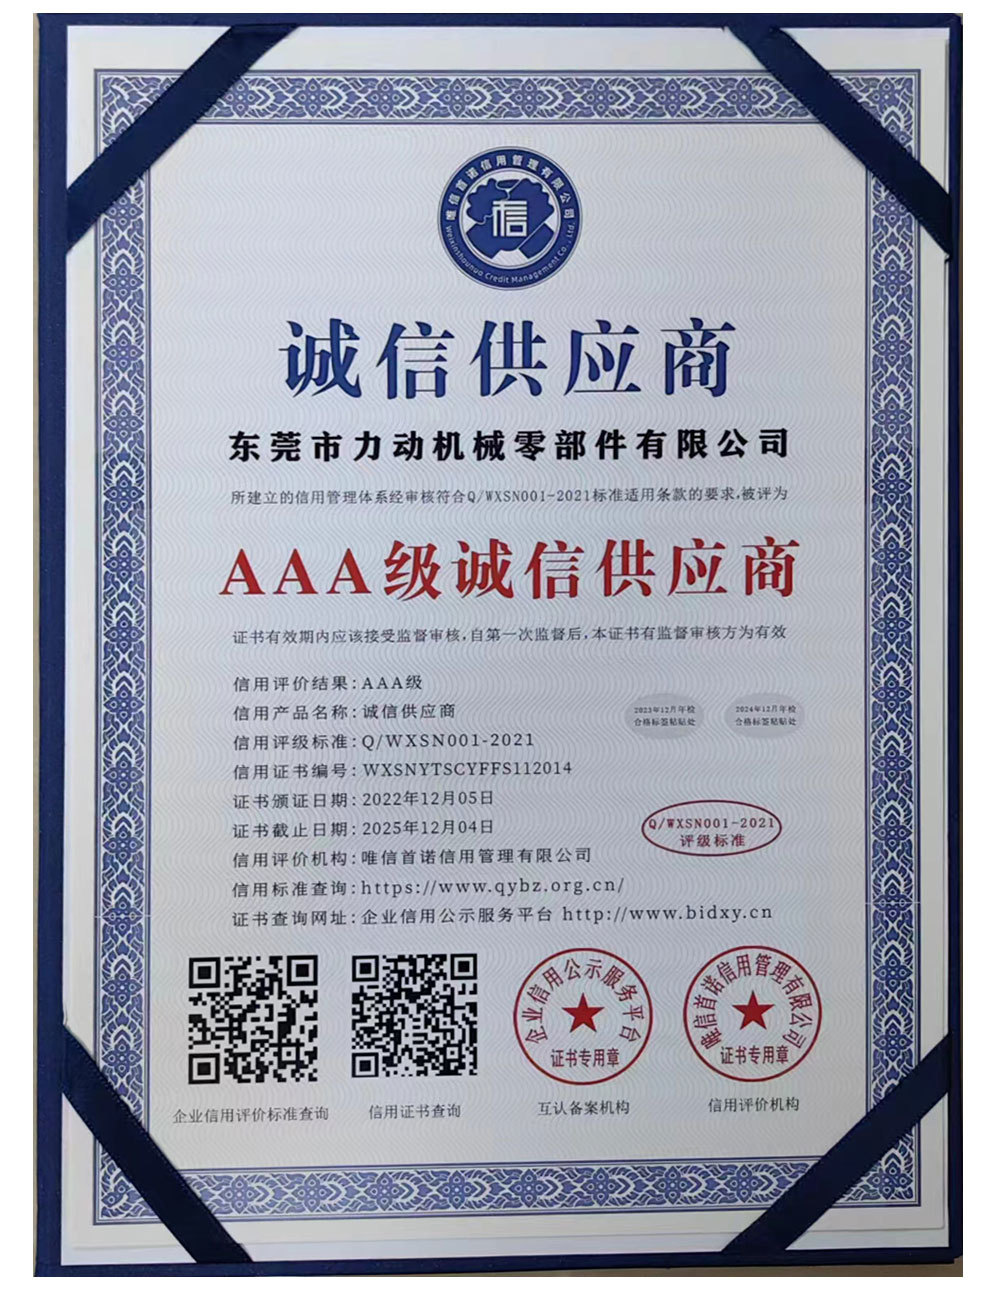 唯信首诺信用管理有限公司
信
Weixinshounuo Credit Management Co., Ltd.
诚信供应商
东莞市力动机械零部件有限公司
所建立的信用管理体系经审核符合Q/WXSN001-2021标准适用条款的要求,被评为
AAA级诚信供应商
证书有效期内应该接受监督审核,自第一次监督后,本证书有监督审核方为有效
信用评价结果:AAA级
信用产品名称:诚信供应商
信用评级标准:Q/WXSN001-2021
信用证书编号:WXSNYTSCYFFS112014
证书颁证日期:2022年12月05日
证书截止日期:2025年12月04日
信用评价机构:唯信首诺信用管理有限公司
信用标准查询:https://www.qybz.org.cn/
证书查询网址:企业信用公示服务平台 http://www.bidxy.cn
2023年12月年检
合格标签粘贴处
2024年12月年检
合格标签粘贴处
Q/WXSN001-2021
评级标准
企业信用公示服务平台
证书专用章
唯信首诺信用管理有限公司
证书专用章
企业信用评价标准查询
信用证书查询
互认备案机构
信用评价机构